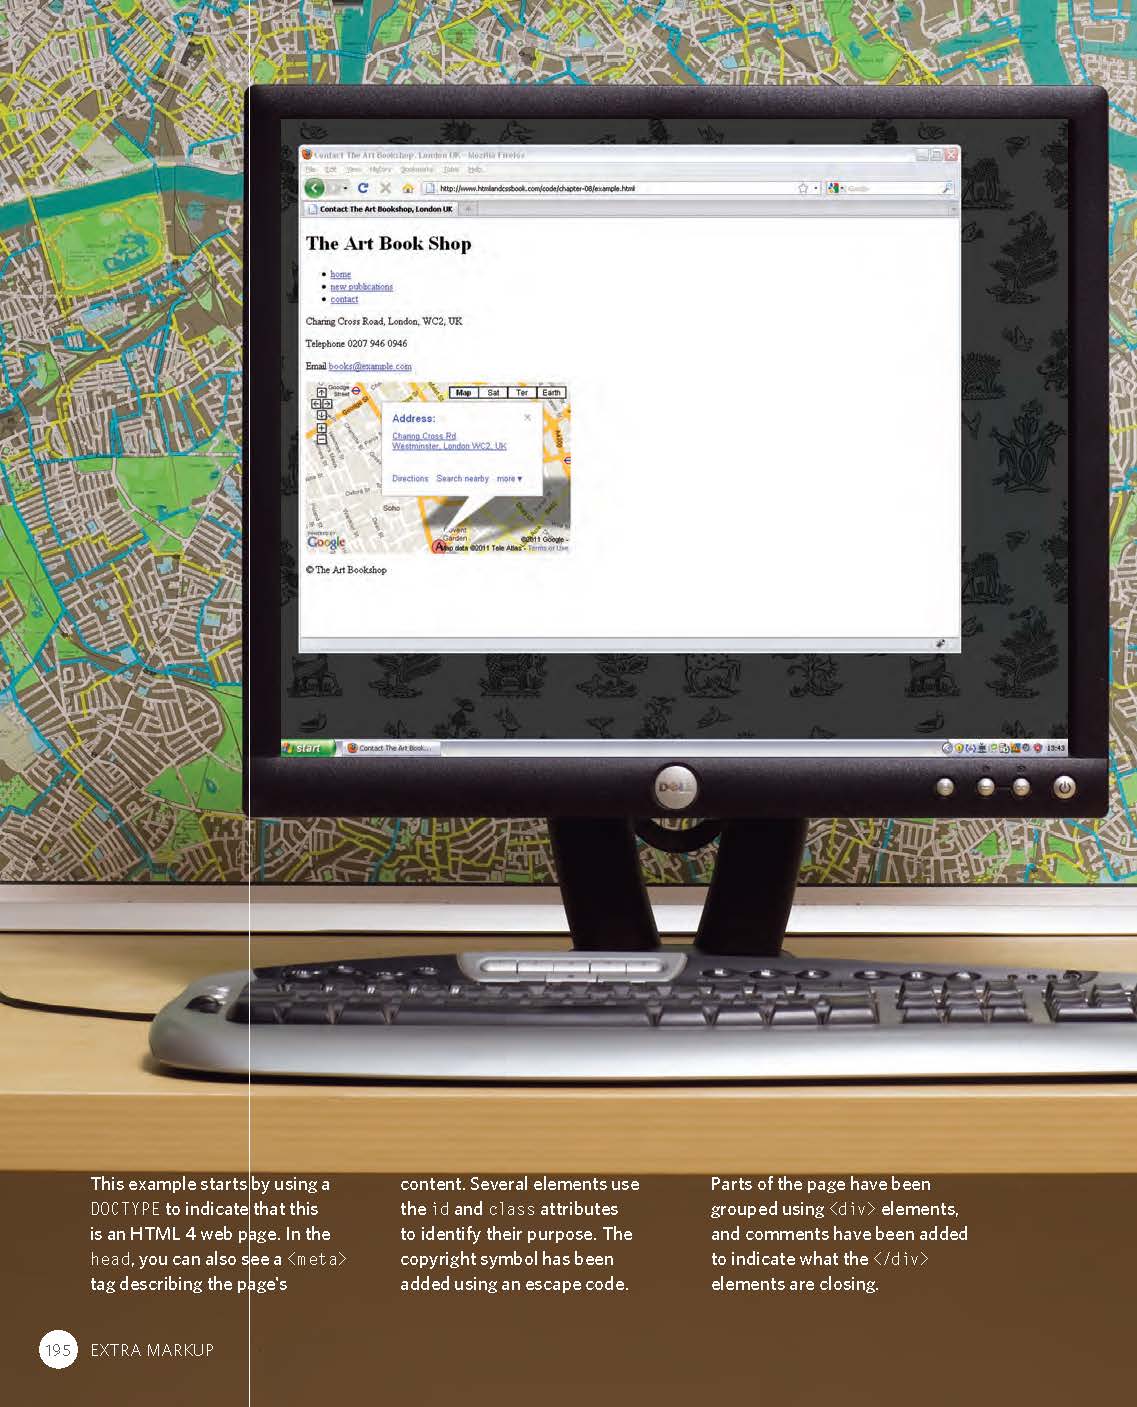 Contact The Art Bookshop, London UK - Mozilla Firefox
File Edit View History Bookmarks Tools Help
http://www.htmlandcssbook.com/code/chapter-08/example.html
Google
Contact The Art Bookshop, London UK
The Art Book Shop
home
new publications
contact
Charing Cross Road, London, WC2, UK
Telephone 0207 946 0946
Email books@example.com
Goodge
Street
Map Sat Ter Earth
Address:
Charing Cross Rd
Westminster, London WC2, UK
Directions Search nearby more ▾
Oxford St
Soho
Garden
POWERED BY
Google
©2011 Google -
Map data ©2011 Tele Atlas - Terms of Use
© The Art Bookshop
start
Contact The Art Book...
13:43
DELL
This example starts by using a
DOCTYPE to indicate that this
is an HTML 4 web page. In the
head, you can also see a <meta>
tag describing the page's
content. Several elements use
the id and class attributes
to identify their purpose. The
copyright symbol has been
added using an escape code.
Parts of the page have been
grouped using <div> elements,
and comments have been added
to indicate what the </div>
elements are closing.
195 EXTRA MARKUP